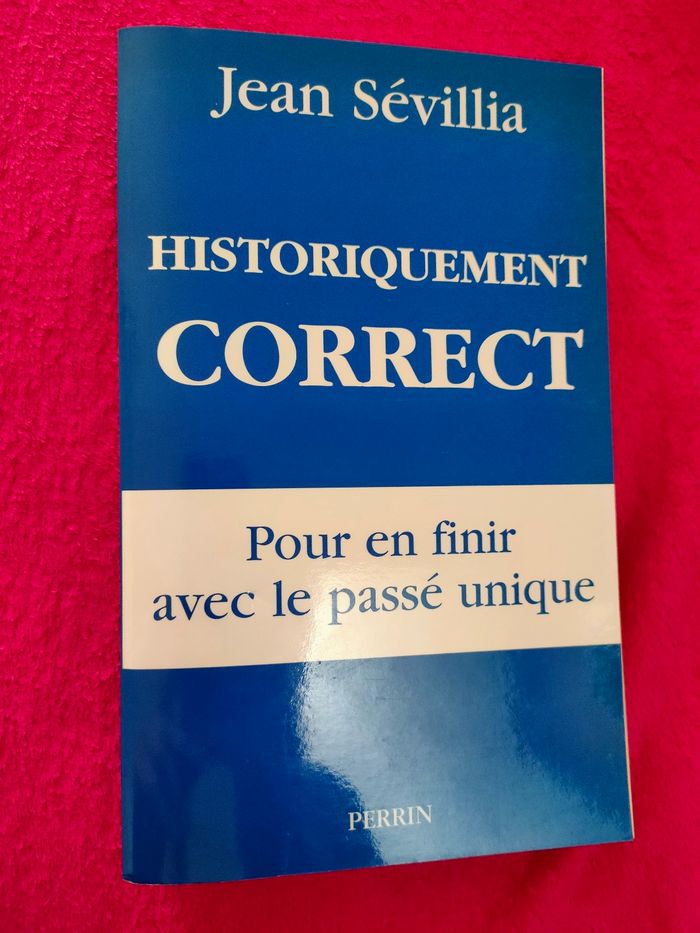 Jean Sévillia
HISTORIQUEMENT
CORRECT
Pour en finir
avec le passé unique
PERRIN